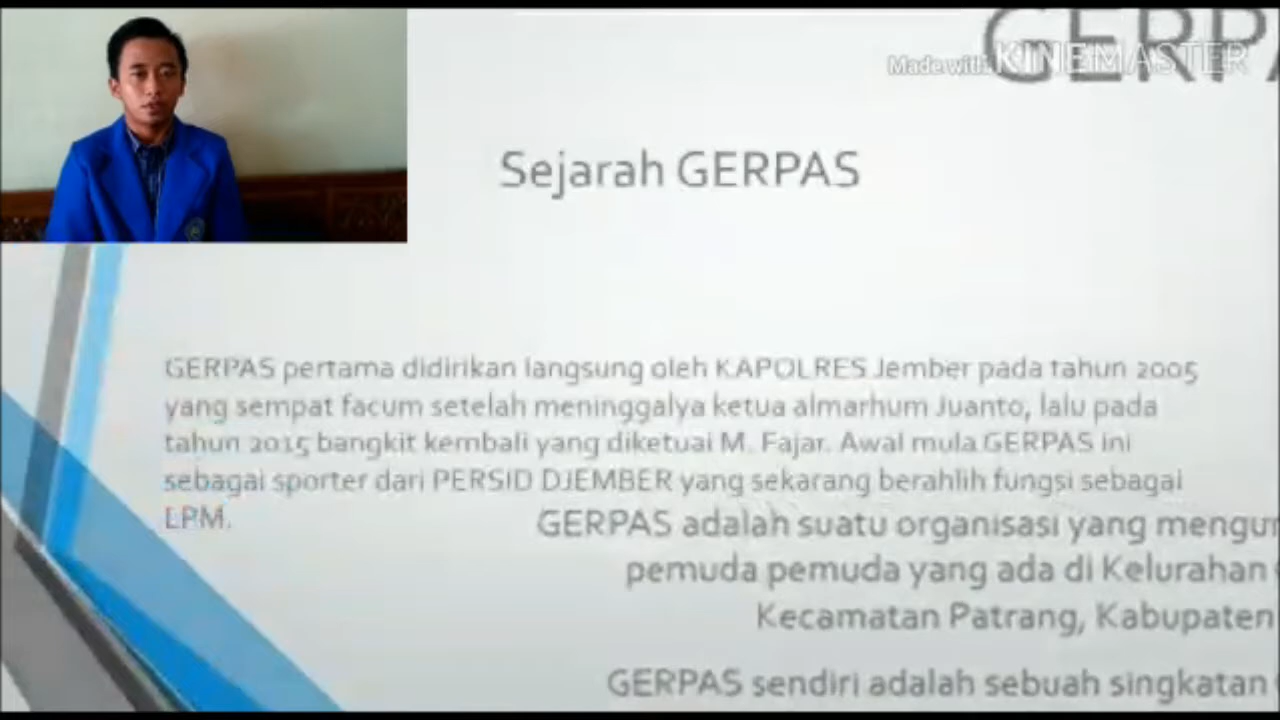 GERPA
Made with KINEMASTER
Sejarah GERPAS
GERPAS pertama didirikan langsung oleh KAPOLRES Jember pada tahun 2005
yang sempat facum setelah meninggalya ketua almarhum Juanto, lalu pada
tahun 2015 bangkit kembali yang diketuai M. Fajar. Awal mula GERPAS ini
sebagai sporter dari PERSID DJEMBER yang sekarang berahlih fungsi sebagai
LPM.
GERPAS adalah suatu organisasi yang
pemuda pemuda yang ada di Kelurahan
Kecamatan Patrang, Kabupaten
GERPAS sendiri adalah sebuah singkatan